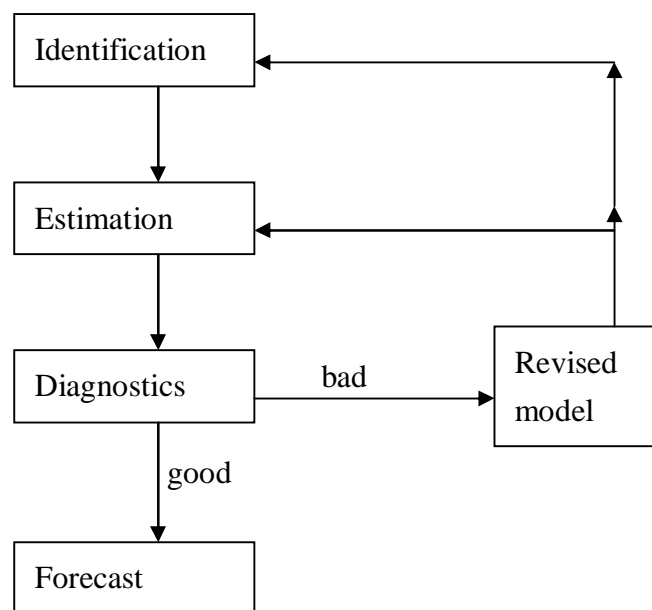 Identification
Estimation
Diagnostics
bad
Revised
model
good
Forecast